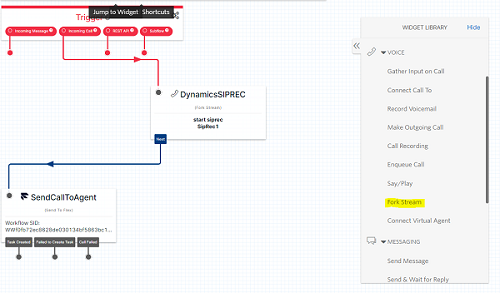 Jump to Widget
Shortcuts
Trigger
Incoming Message
Incoming Call
REST API
Subflow
DynamicsSIPREC
(Fork Stream)
start siprec
SipRec1
Next
SendCallToAgent
(Send To Flex)
Workflow SID:
Task Created
Failed to Create Task
Call Failed
WIDGET LIBRARY
Hide
VOICE
Gather Input on Call
Connect Call To
Record Voicemail
Make Outgoing Call
Call Recording
Enqueue Call
Say/Play
Fork Stream
Connect Virtual Agent
MESSAGING
Send Message
Send & Wait for Reply